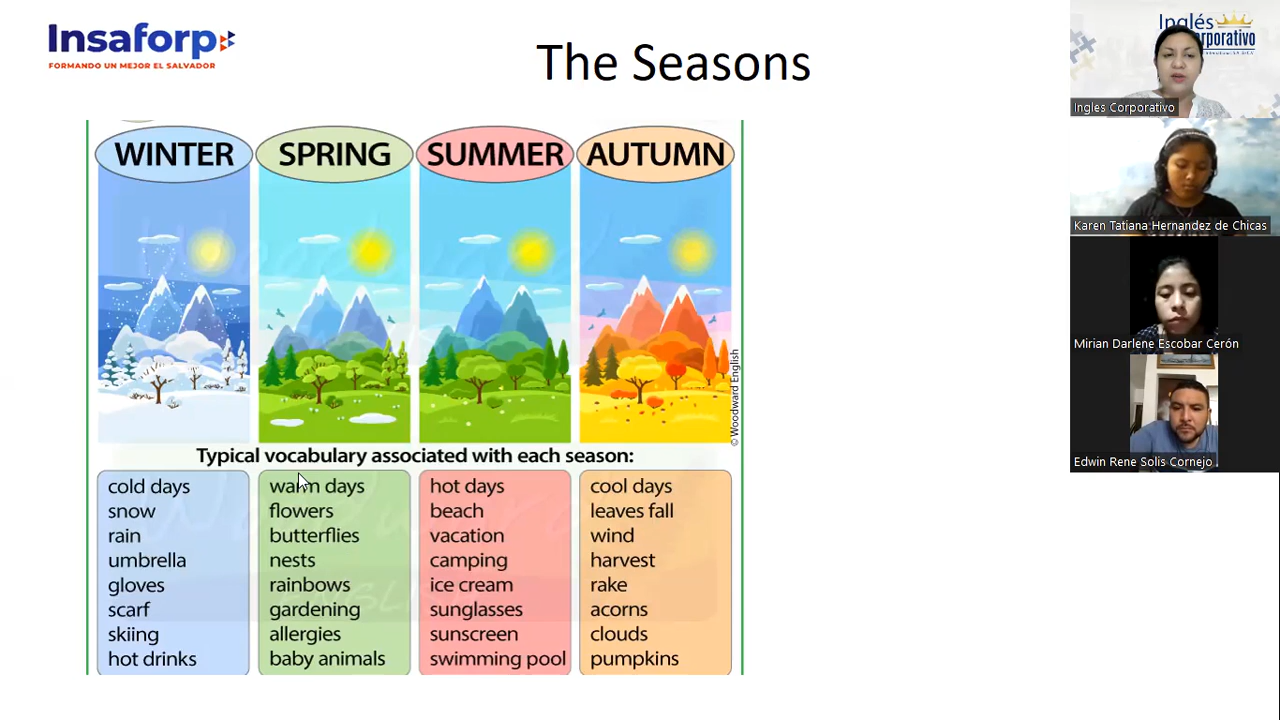 Insaforp
FORMANDO UN MEJOR EL SALVADOR
The Seasons
WINTER
SPRING
SUMMER
AUTUMN
© Woodward English
Typical vocabulary associated with each season:
cold days
snow
rain
umbrella
gloves
scarf
skiing
hot drinks
warm days
flowers
butterflies
nests
rainbows
gardening
allergies
baby animals
hot days
beach
vacation
camping
ice cream
sunglasses
sunscreen
swimming pool
cool days
leaves fall
wind
harvest
rake
acorns
clouds
pumpkins
Inglés
Corporativo
Ingles Corporativo
Karen Tatiana Hernandez de Chicas
Mirian Darlene Escobar Cerón
Edwin Rene Solis Cornejo